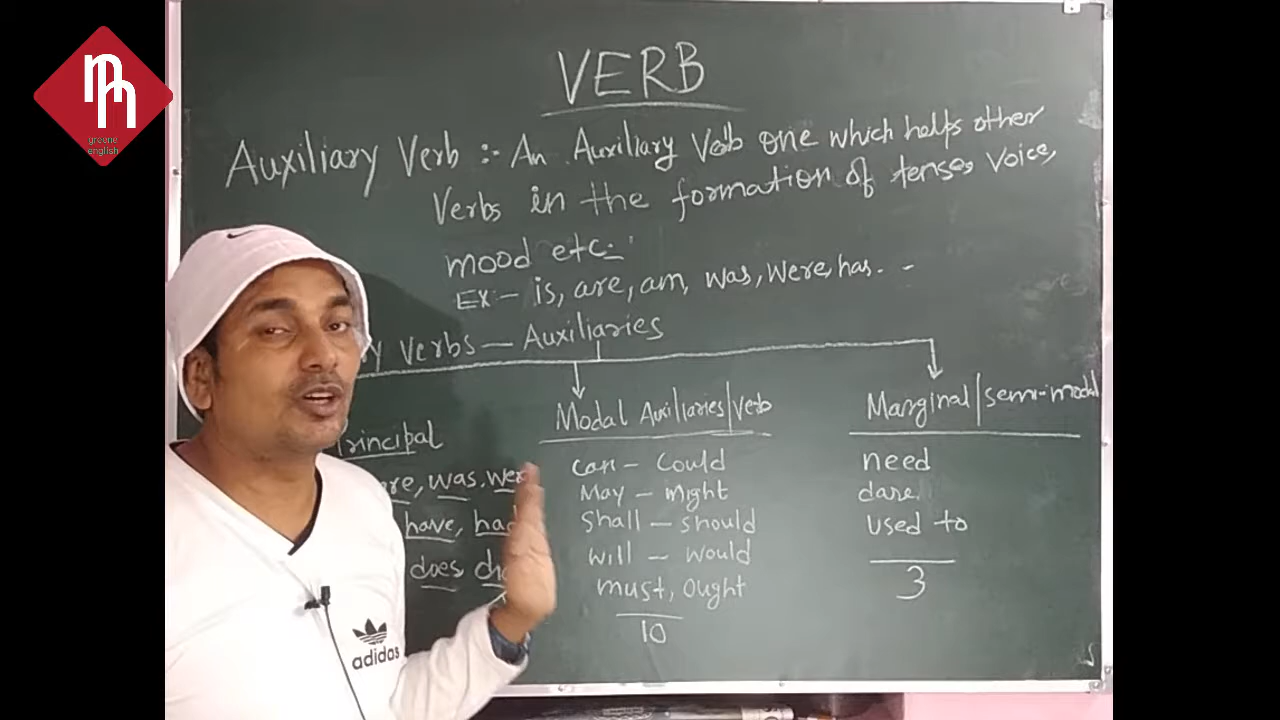 greene
english
VERB
Auxiliary Verb :- An Auxiliary Verb one which helps other
Verbs in the formation of tense, voice,
mood etc.
EX- is, are, am, was, were, has. - -
Verbs — Auxiliaries
Principal
Modal Auxiliaries/Verb
Marginal/semi-modal
was, were
can - could
need
May - might
dare
have, had
shall - should
used to
does
will - would
must, ought
3
10
adidas